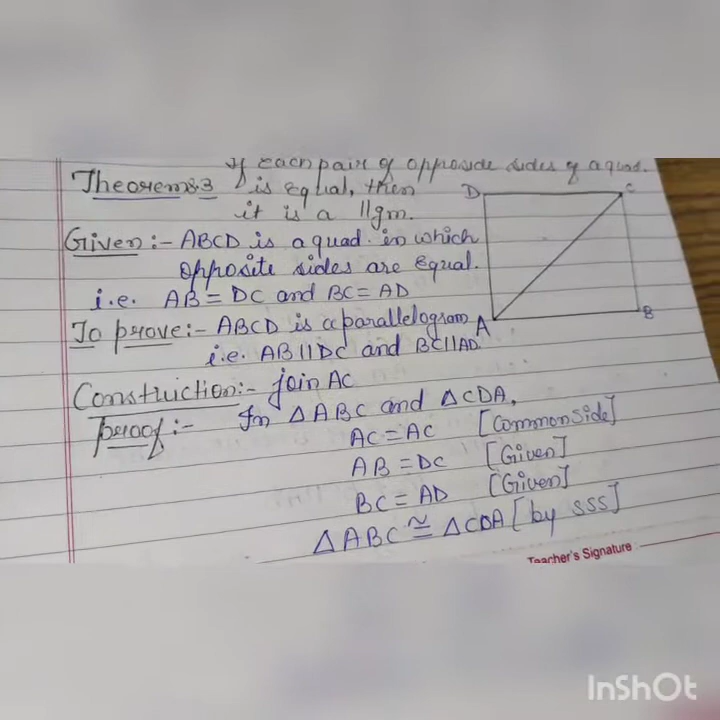 If each pair of opposite sides of a quad.
Theorem 8.3 is equal, then
it is a ||gm.
D C
Given :- ABCD is a quad. in which
opposite sides are equal.
i.e. AB = DC and BC = AD
To prove :- ABCD is a parallelogram
A B
i.e. AB || DC and BC || AD
Construction :- join AC
Proof :- In △ABC and △CDA,
AC = AC [Common side]
AB = DC [Given]
BC = AD [Given]
△ABC ≅ △CDA [by SSS]
Teacher's Signature
InShOt